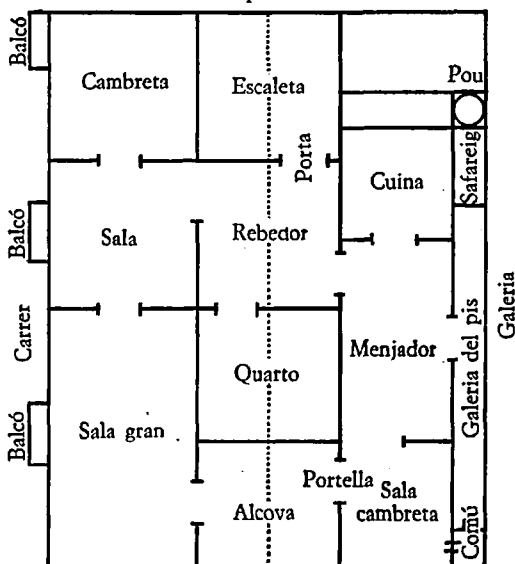 Balcó
Cambreta
Escaleta
Pou
Porta
Cuina
Safareig
Balcó
Sala
Rebedor
Carrer
Menjador
Galeria del pis
Galeria
Quarto
Balcó
Sala gran
Portella
Alcova
Sala
cambreta
Comú